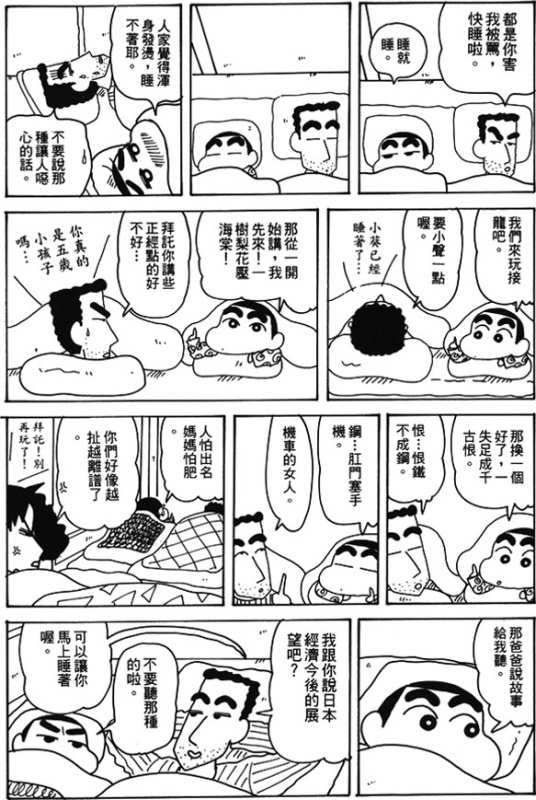 都是你害
我被罵，
快睡啦。
睡就
睡。
人家覺得渾
身發燙，睡
不著耶。
不要說那
種讓人噁
心的話。
我們來玩接
龍吧。
要小聲一點
喔。
小葵已經
睡著了…
那從一開
始講，我
先來！一
樹梨花壓
海棠！
拜託你講些
正經點的好
不好…
你真的
是五歲
小孩子
嗎…
那換一個
好了，一
失足成千
古恨。
恨…恨鐵
不成鋼。
鋼…肛門塞手
機。
機車的女人。
人怕出名
媽媽怕肥
。
你們好像越
扯越離譜了
。
拜託！別
再玩了！
那爸爸說故事
給我聽。
我跟你說日本
經濟今後的展
望吧？
不要聽那種
的啦。
可以讓你
馬上睡著
喔。